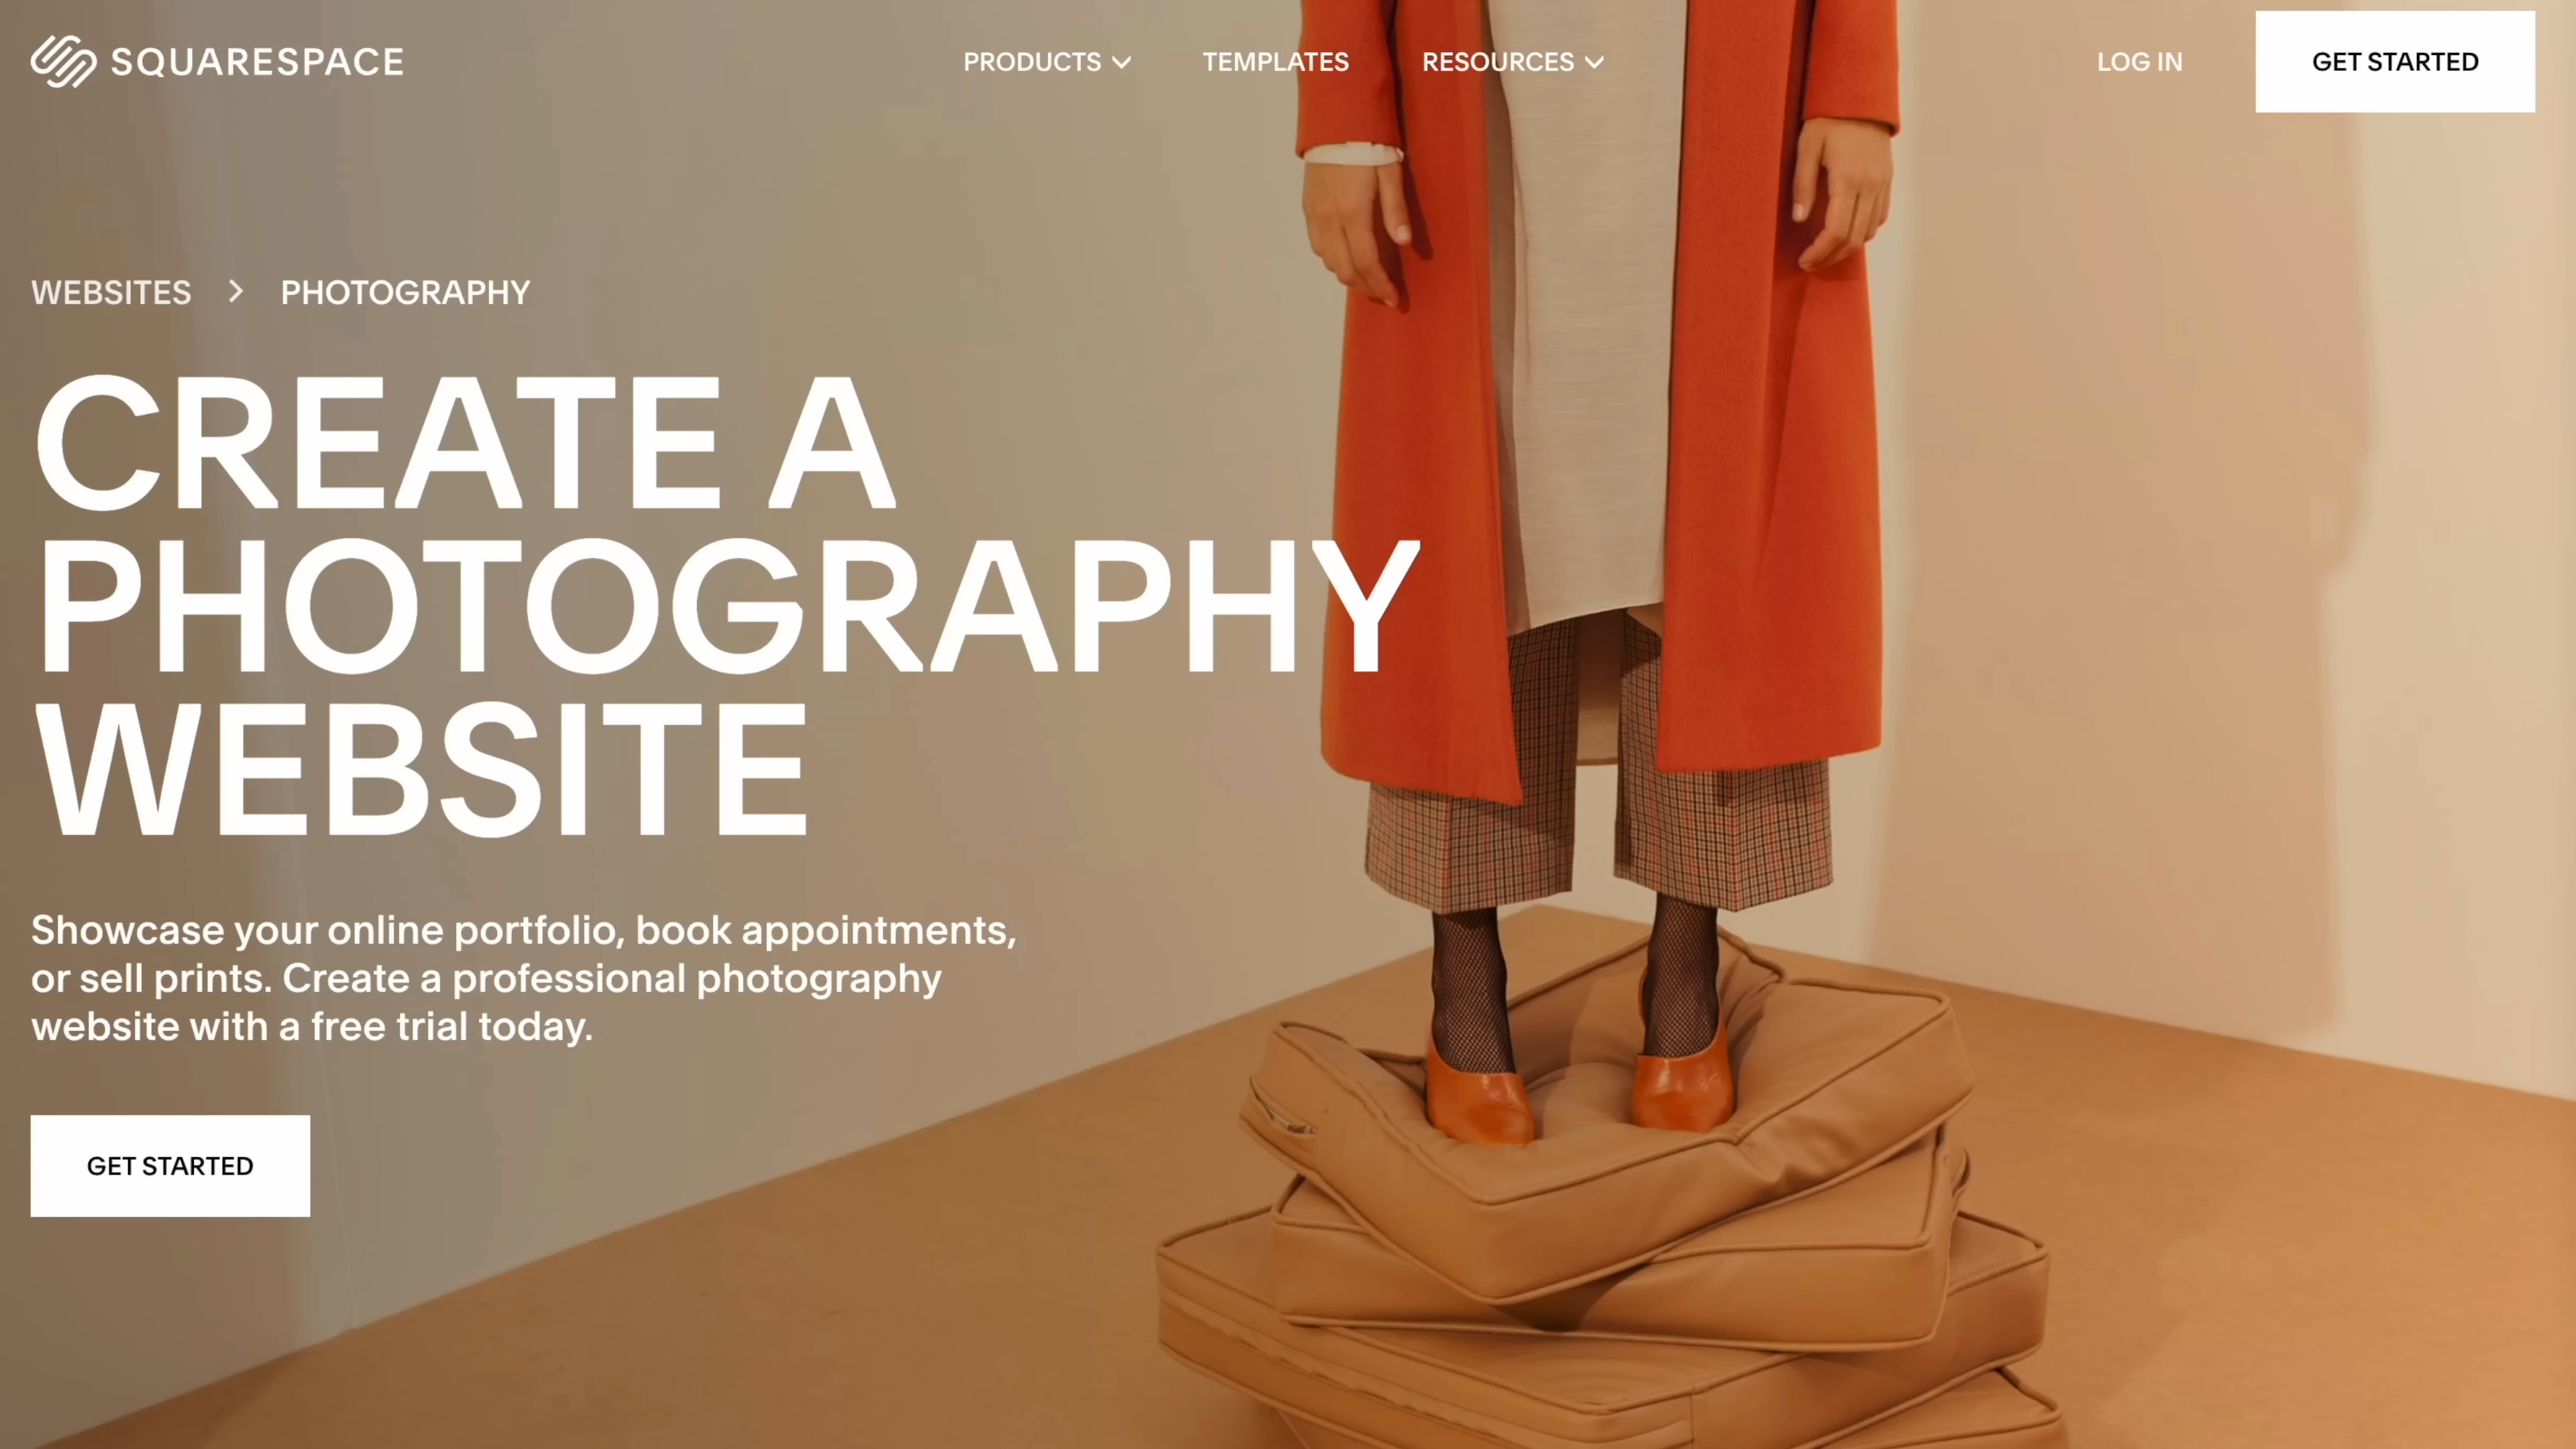 SQUARESPACE
PRODUCTS
TEMPLATES
RESOURCES
LOG IN
GET STARTED
WEBSITES > PHOTOGRAPHY
CREATE A
PHOTOGRAPHY
WEBSITE
Showcase your online portfolio, book appointments,
or sell prints. Create a professional photography
website with a free trial today.
GET STARTED